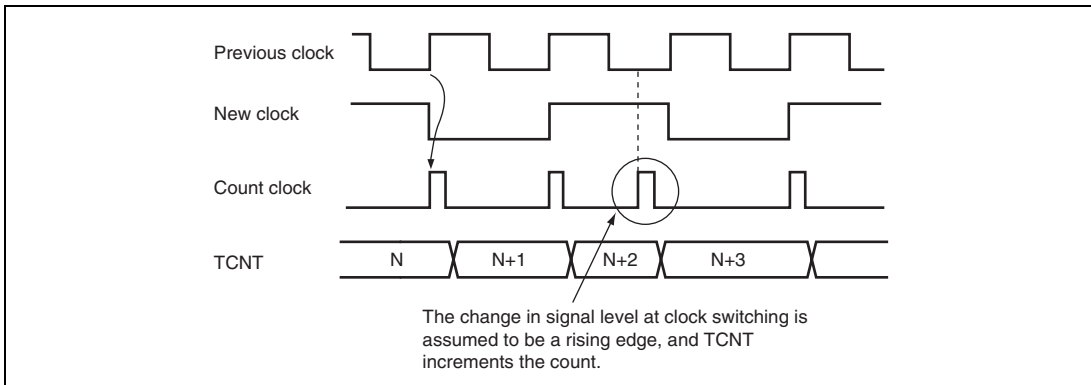 Previous clock
New clock
Count clock
TCNT N N+1 N+2 N+3
The change in signal level at clock switching is
assumed to be a rising edge, and TCNT
increments the count.